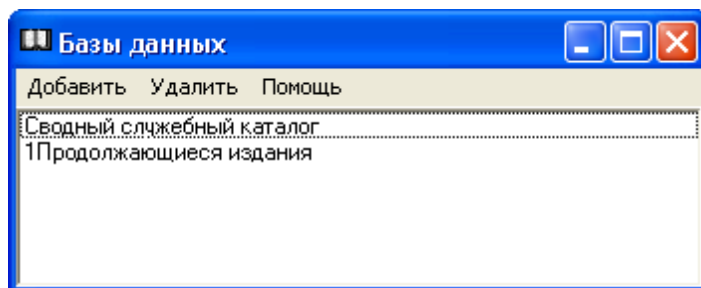 Базы данных
Добавить Удалить Помощь
Сводный служебный каталог
1Продолжающиеся издания